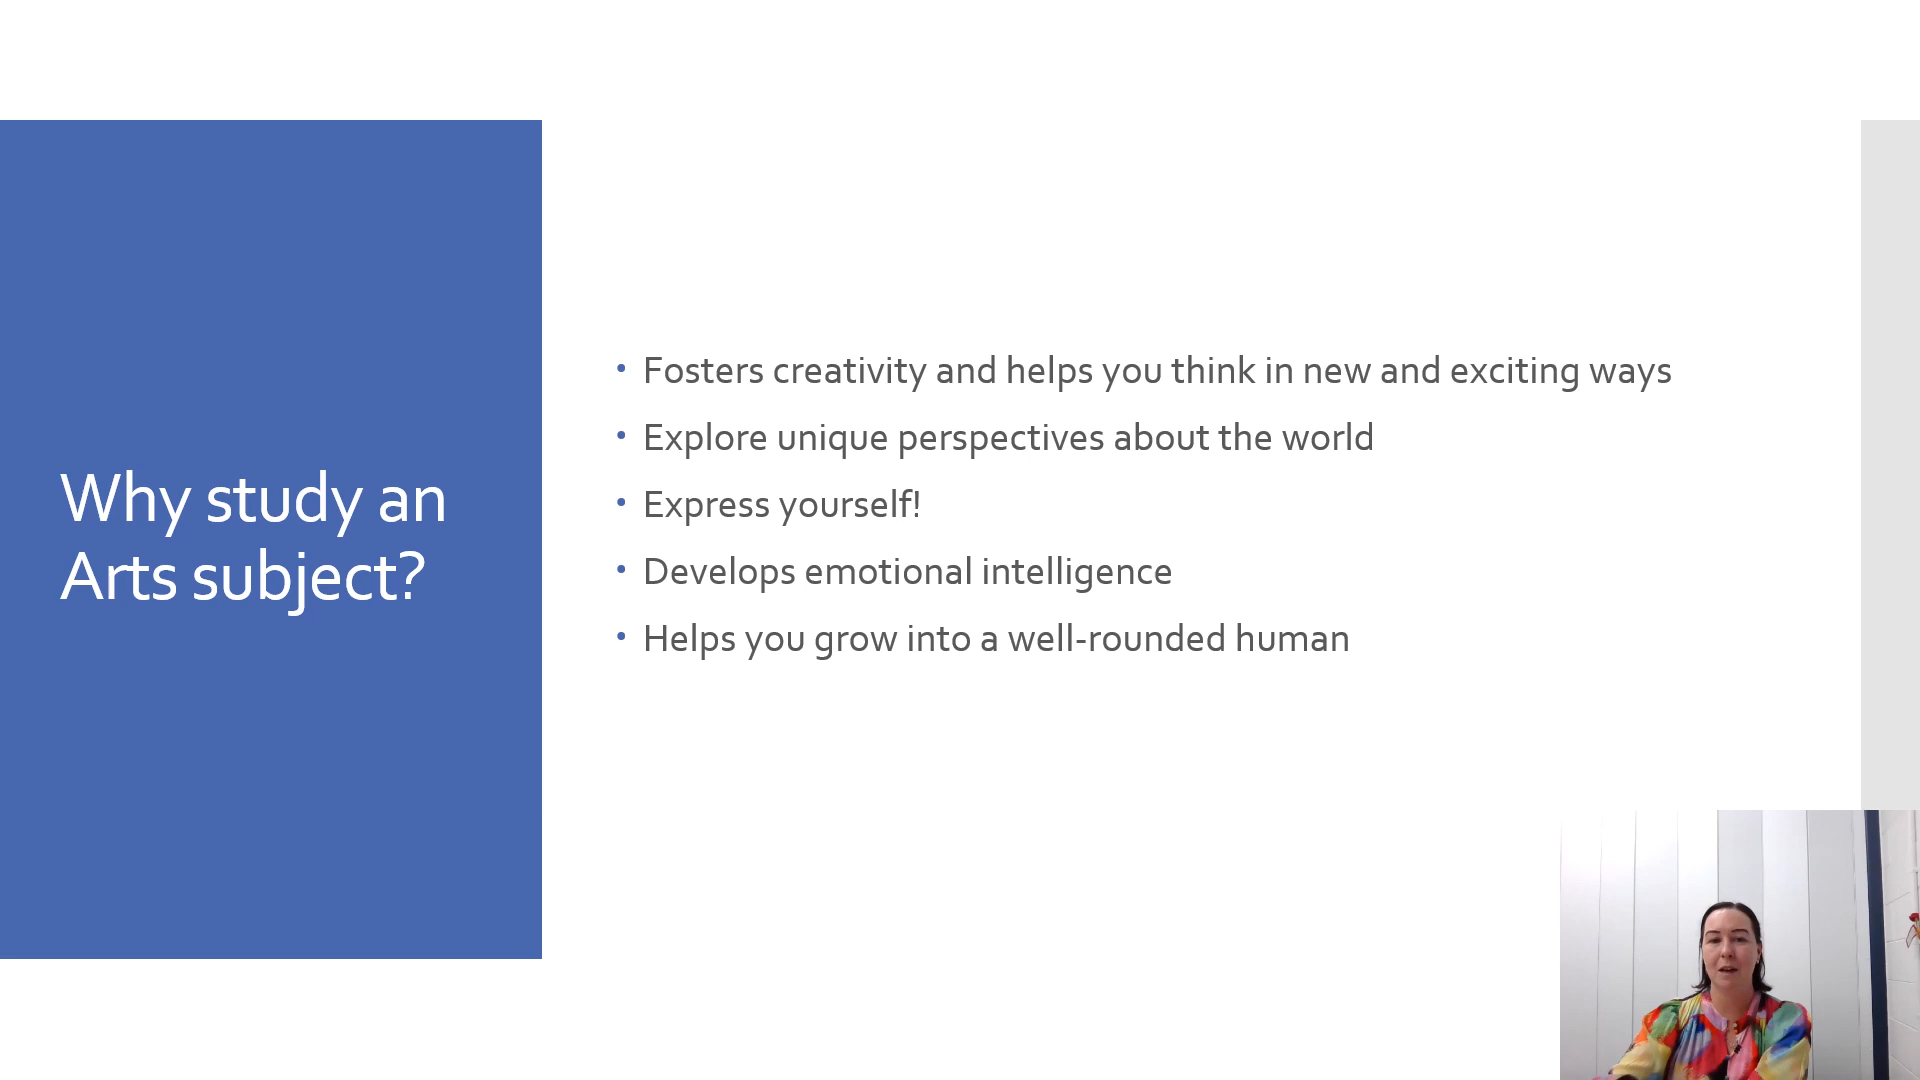 Why study an
Arts subject?
• Fosters creativity and helps you think in new and exciting ways
• Explore unique perspectives about the world
• Express yourself!
• Develops emotional intelligence
• Helps you grow into a well-rounded human